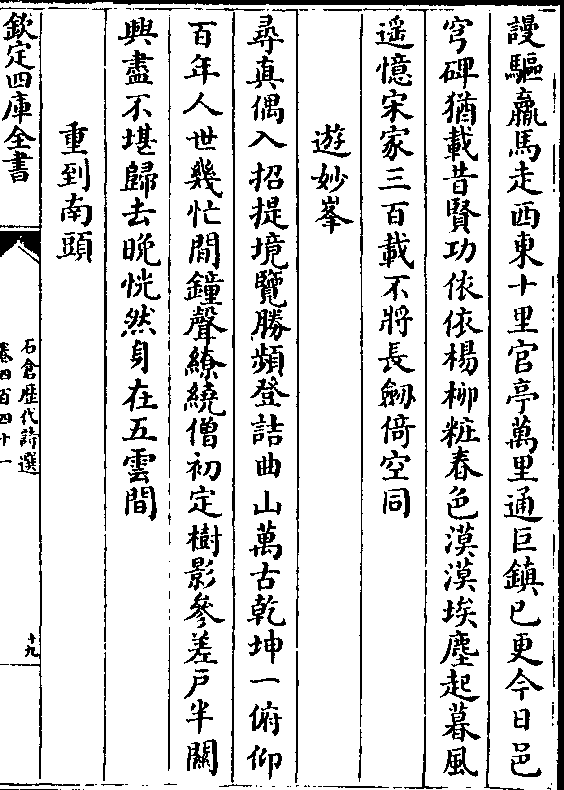 謾驅羸馬走西東十里官亭萬里通巨鎮已更今日邑
穹碑猶載昔賢功依依楊柳粧春色漠漠埃塵起暮風
遥憶宋家三百載不將長劒倚空同
遊妙峯
尋真偶入招提境覽勝頻登詰曲山萬古乾坤一俯仰
百年人世幾忙閒鐘聲繚繞僧初定樹影參差戶半關
興盡不堪歸去晚恍然身在五雲間
重到南頭
欽定四庫全書
石倉歴代詩選
卷四百四十一
十九